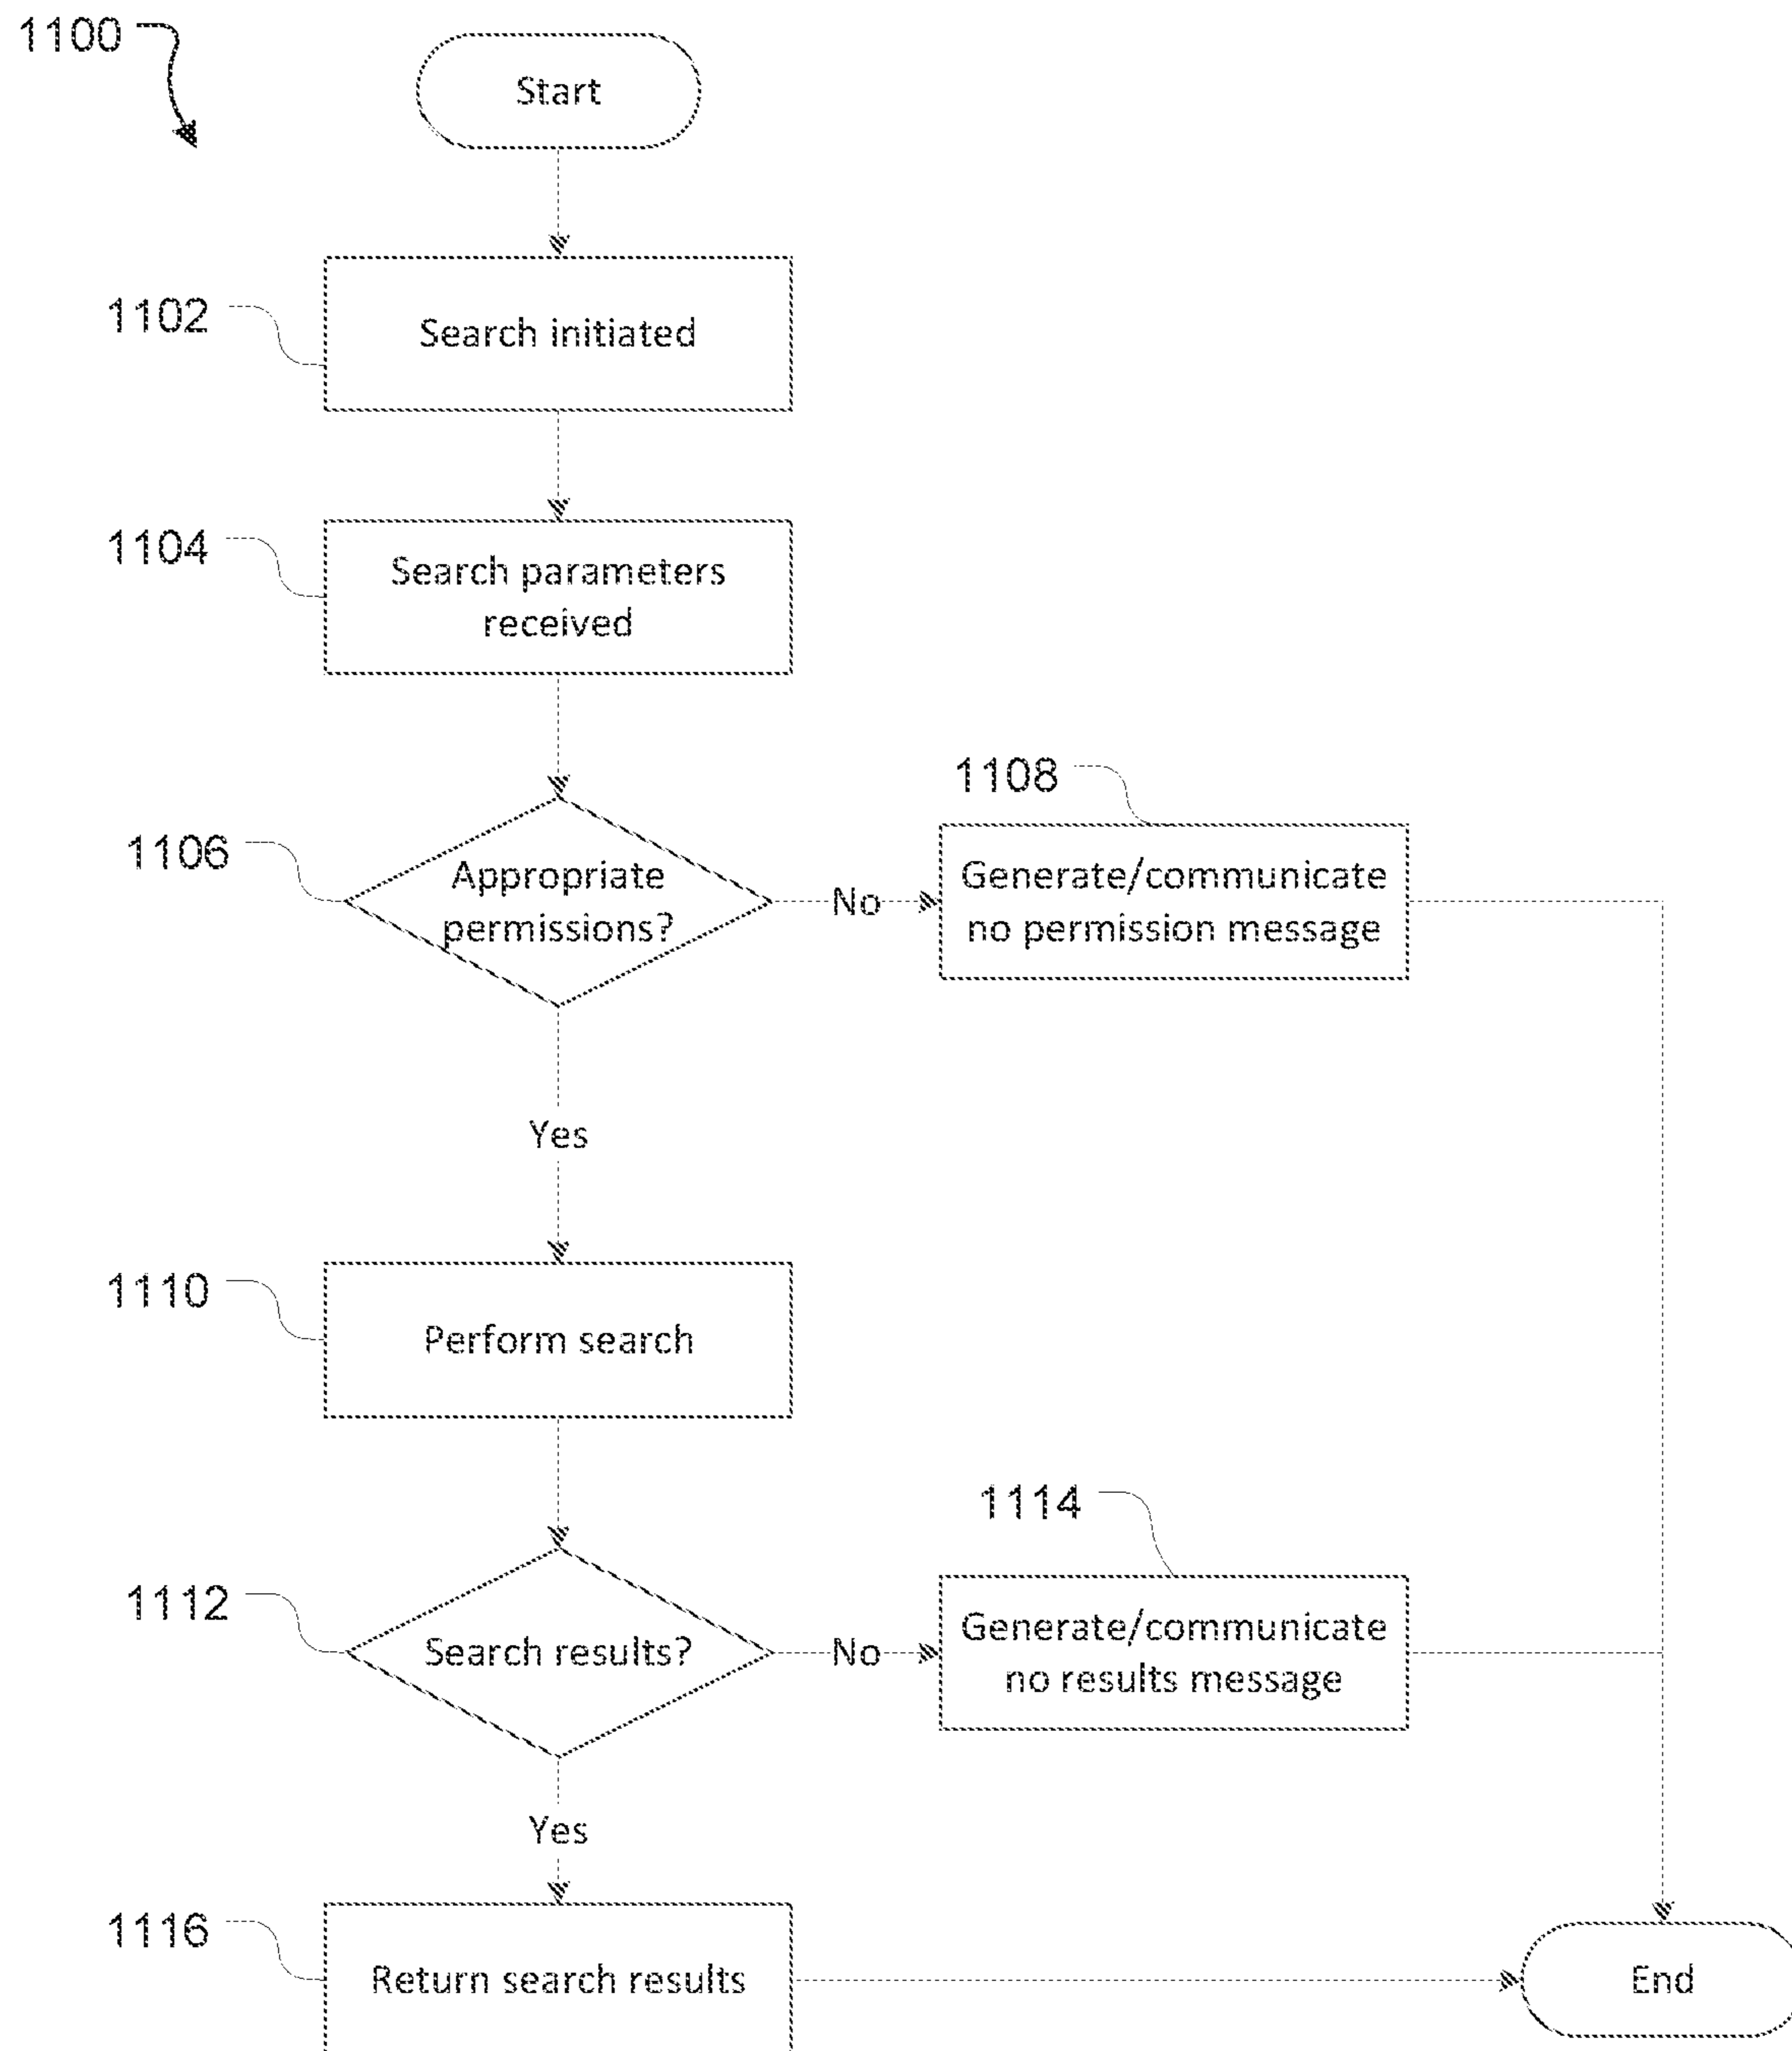 1100
Start
1102
Search initiated
1104
Search parameters
received
1106
Appropriate
permissions?
No
1108
Generate/communicate
no permission message
Yes
1110
Perform search
1112
Search results?
No
1114
Generate/communicate
no results message
Yes
1116
Return search results
End